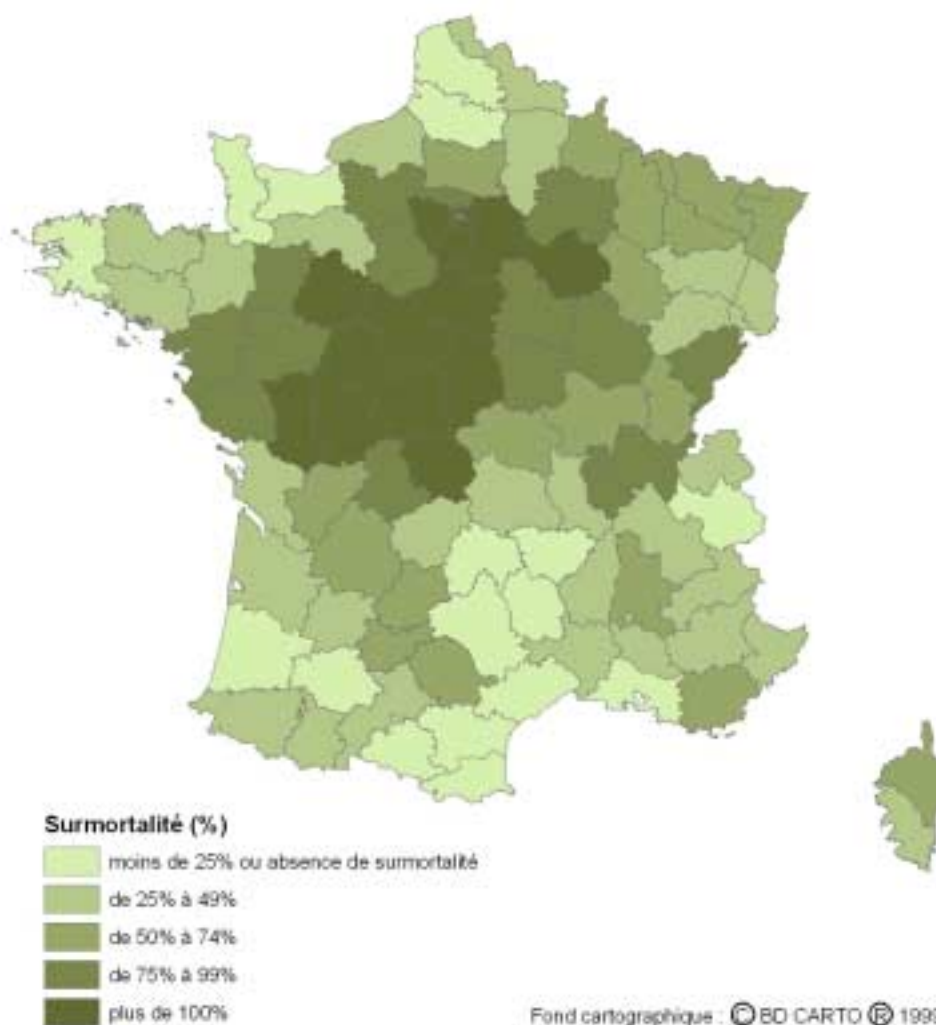 Surmortalité (%)
moins de 25% ou absence de surmortalité
de 25% à 49%
de 50% à 74%
de 75% à 99%
plus de 100%
Fond cartographique : © BD CARTO ® 1999